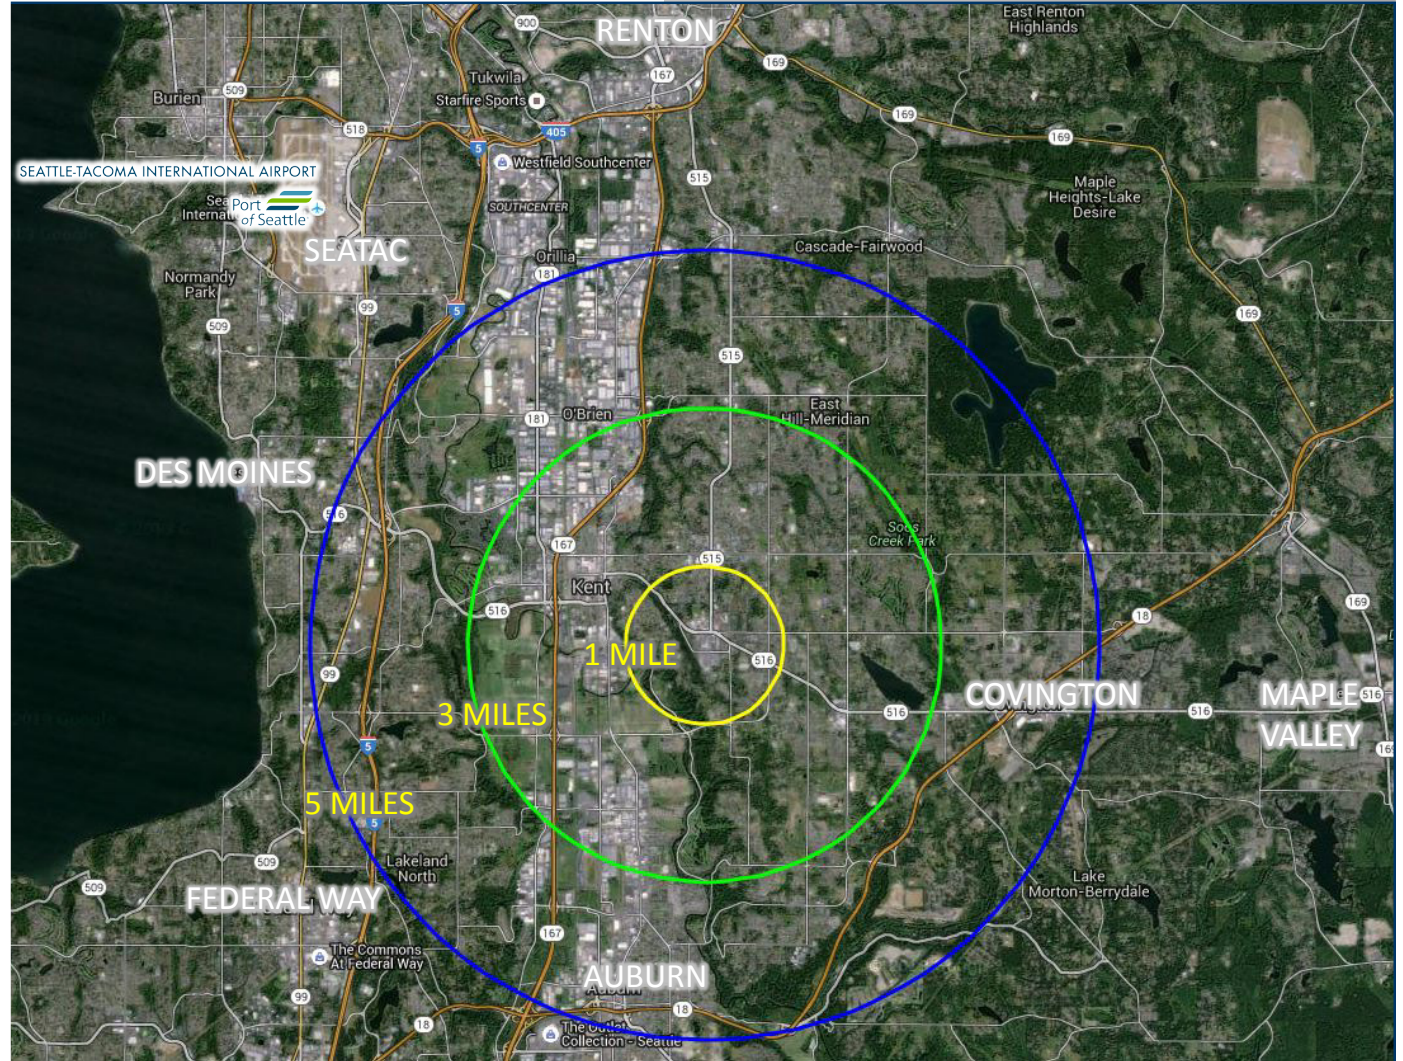 RENTON
East Renton
Highlands
900
Tukwila
167
169
Starfire Sports
Burien
509
169
518
405
169
5
Westfield Southcenter
SEATTLE-TACOMA INTERNATIONAL AIRPORT
515
Maple
Heights-Lake
Desire
Port
of Seattle
SOUTHCENTER
SEATAC
Cascade-Fairwood
Orillia
181
Normandy
Park
99
5
169
509
515
East
Hill-Meridian
O'Brien
181
DES MOINES
516
Soos
Creek Park
167
515
Kent
516
169
18
1 MILE
516
99
COVINGTON
MAPLE
VALLEY
516
3 MILES
516
516
5
169
5 MILES
5
509
Lakeland
North
509
FEDERAL WAY
Lake
Morton-Berrydale
167
The Commons
At Federal Way
AUBURN
Auburn
99
18
18
The Outlet
Collection - Seattle